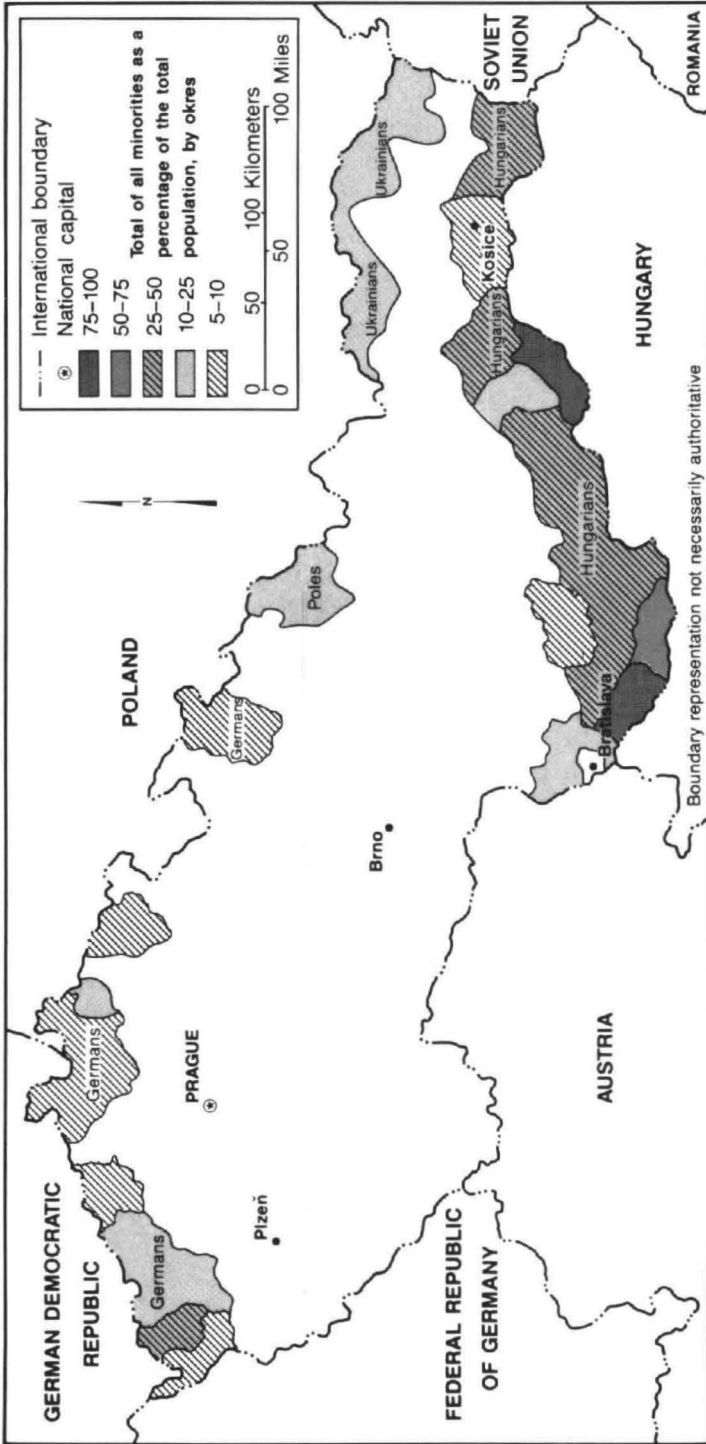 International boundary
National capital
75–100
50–75
25–50
10–25
5–10
Total of all minorities as a
percentage of the total
population, by okres
0 50 100 Kilometers
0 50 100 Miles
N
GERMAN DEMOCRATIC
REPUBLIC
POLAND
SOVIET
UNION
ROMANIA
HUNGARY
AUSTRIA
FEDERAL REPUBLIC
OF GERMANY
Germans
Germans
Germans
Poles
Ukrainians
Ukrainians
PRAGUE
Plzeň
Brno
Bratislava
Kosice
Hungarians
Hungarians
Hungarians
Boundary representation not necessarily authoritative